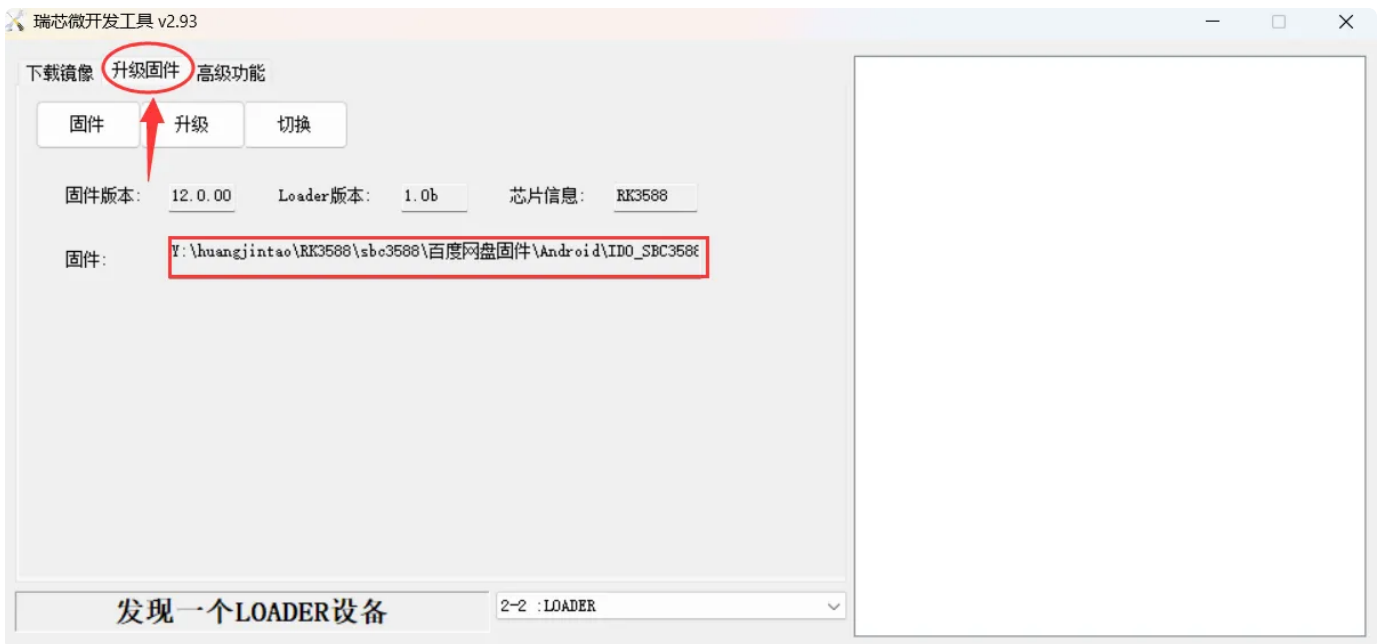 瑞芯微开发工具 v2.93
下载镜像 升级固件 高级功能
固件 升级 切换
固件版本: 12.0.00 Loader版本: 1.0b 芯片信息: RK3588
固件: Y:\huangjintao\RK3588\sbc3588\百度网盘固件\Android\IDO_SBC3588
发现一个LOADER设备 2-2 :LOADER